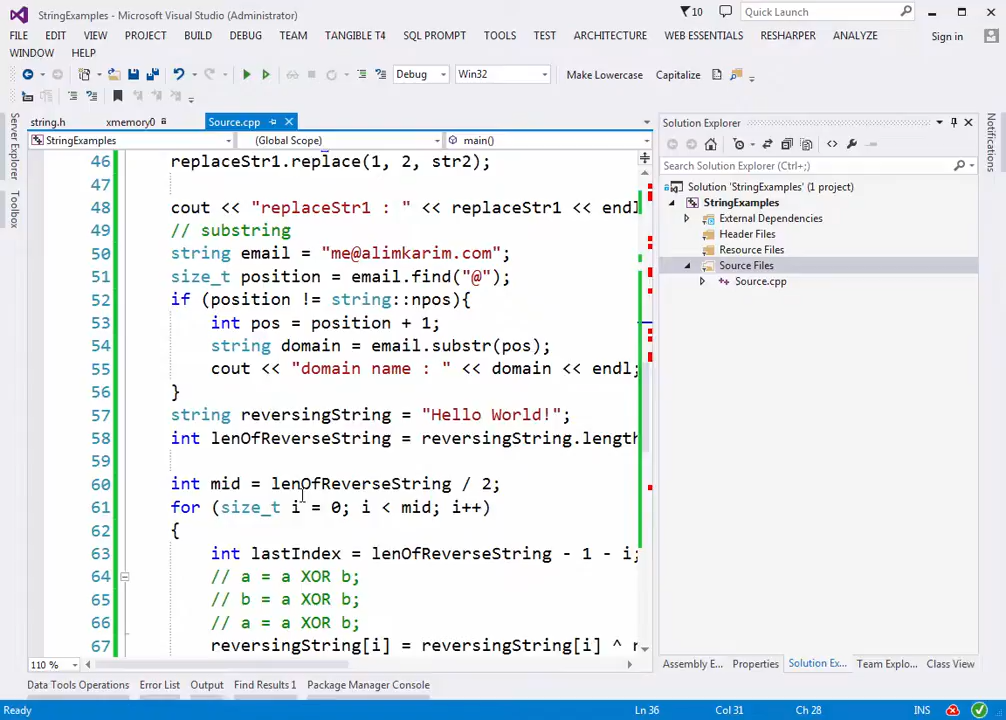 StringExamples - Microsoft Visual Studio (Administrator)
10
Quick Launch
FILE EDIT VIEW PROJECT BUILD DEBUG TEAM TANGIBLE T4 SQL PROMPT TOOLS TEST ARCHITECTURE WEB ESSENTIALS RESHARPER ANALYZE Sign in
WINDOW HELP
Debug Win32 Make Lowercase Capitalize
string.h xmemory0 Source.cpp
StringExamples (Global Scope) main()
46 replaceStr1.replace(1, 2, str2);
47
48 cout << "replaceStr1 : " << replaceStr1 << endl
49 // substring
50 string email = "me@alimkarim.com";
51 size_t position = email.find("@");
52 if (position != string::npos){
53 int pos = position + 1;
54 string domain = email.substr(pos);
55 cout << "domain name : " << domain << endl;
56 }
57 string reversingString = "Hello World!";
58 int lenOfReverseString = reversingString.length
59
60 int mid = lenOfReverseString / 2;
61 for (size_t i = 0; i < mid; i++)
62 {
63 int lastIndex = lenOfReverseString - 1 - i;
64 // a = a XOR b;
65 // b = a XOR b;
66 // a = a XOR b;
67 reversingString[i] = reversingString[i] ^ r
110 %
Server Explorer
Toolbox
Solution Explorer
Search Solution Explorer (Ctrl+;)
Solution 'StringExamples' (1 project)
StringExamples
External Dependencies
Header Files
Resource Files
Source Files
Source.cpp
Notifications
Assembly E... Properties Solution Ex... Team Explo... Class View
Data Tools Operations Error List Output Find Results 1 Package Manager Console
Ready Ln 36 Col 31 Ch 28 INS